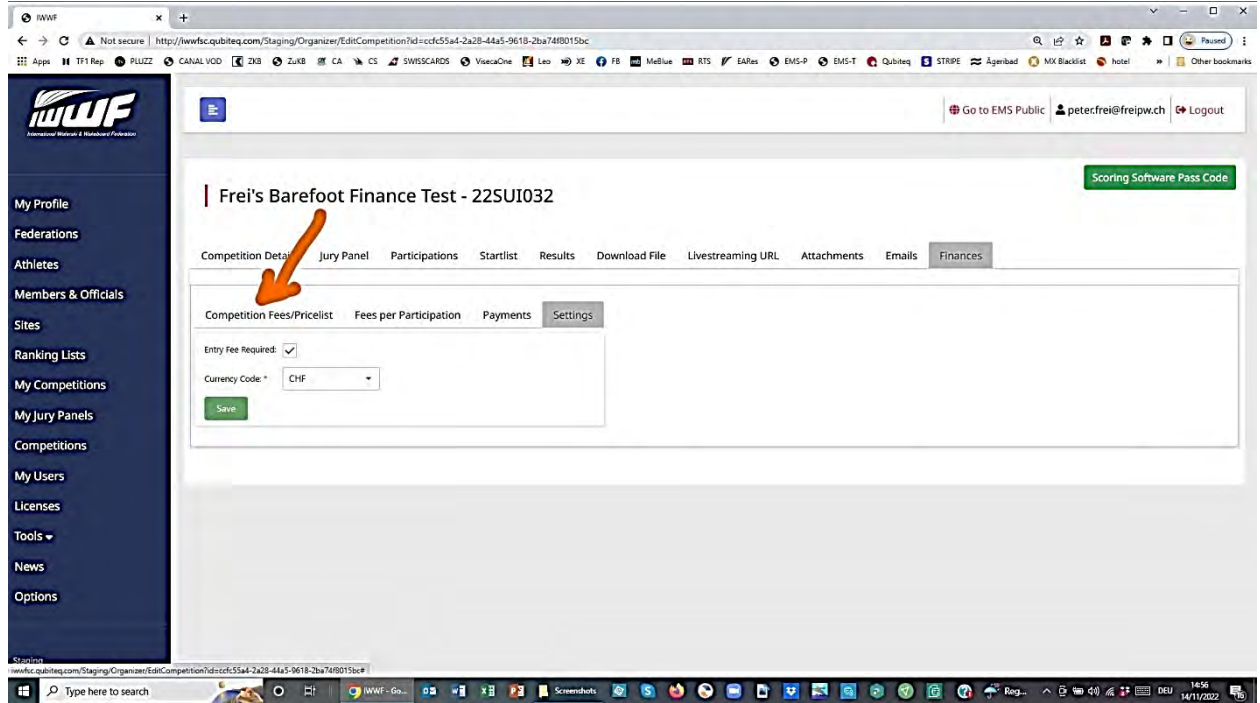 IWWF
Not secure | http://iwwfsc.qubiteq.com/Staging/Organizer/EditCompetition?id=ccfc55a4-2a28-44a5-9618-2ba74f8015bc
Paused
Apps TF1 Rep PLUZZ CANAL VOD ZKB ZuKB CA CS SWISSCARDS VisecaOne Leo XE FB MeBlue RTS EARes EMS-P EMS-T Qubiteq STRIPE Ägeribad MX Blacklist hotel » Other bookmarks
IWWF
International Waterski & Wakeboard Federation
Go to EMS Public peter.frei@freipw.ch Logout
Scoring Software Pass Code
Frei's Barefoot Finance Test - 22SUI032
Competition Jury Panel Participations Startlist Results Download File Livestreaming URL Attachments Emails Finances
Competition Fees/Pricelist Fees per Participation Payments Settings
Entry Fee Required:
Currency Code: * CHF
Save
My Profile
Federations
Athletes
Members & Officials
Sites
Ranking Lists
My Competitions
My Jury Panels
Competitions
My Users
Licenses
Tools
News
Options
Staging
iwwfsc.qubiteq.com/Staging/Organizer/EditCompetition?id=ccfc55a4-2a28-44a5-9618-2ba74f8015bc#
Type here to search IWWF - Go... Screenshots Reg... DEU 14:56
14/11/2022